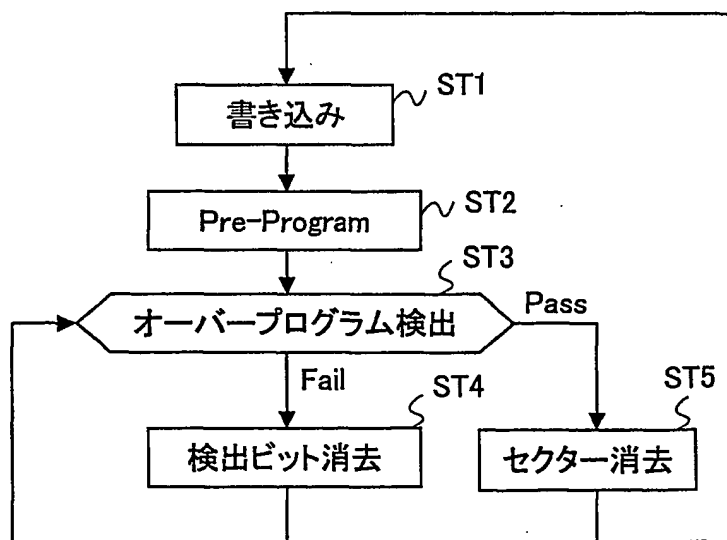 ST1
書き込み
ST2
Pre-Program
ST3
オーバープログラム検出
Pass
Fail
ST4
ST5
検出ビット消去
セクター消去